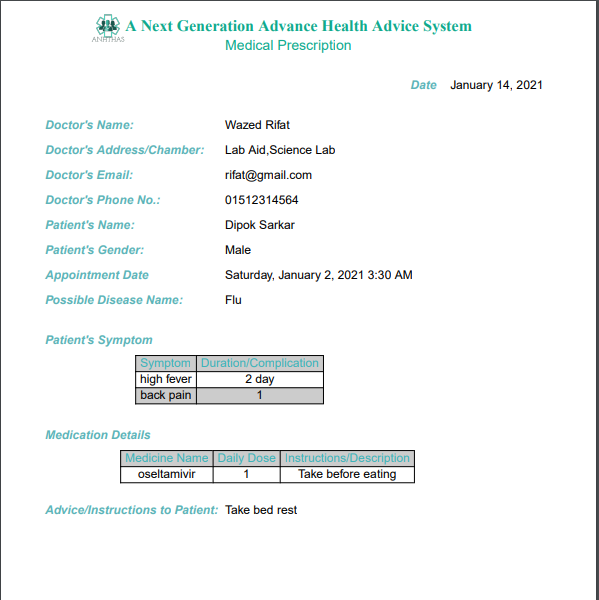 A Next Generation Advance Health Advice System
ANHTHAS
Medical Prescription
Date January 14, 2021
Doctor's Name: Wazed Rifat
Doctor's Address/Chamber: Lab Aid,Science Lab
Doctor's Email: rifat@gmail.com
Doctor's Phone No.: 01512314564
Patient's Name: Dipok Sarkar
Patient's Gender: Male
Appointment Date Saturday, January 2, 2021 3:30 AM
Possible Disease Name: Flu
Patient's Symptom
Symptom Duration/Complication
high fever 2 day
back pain 1
Medication Details
Medicine Name Daily Dose Instructions/Description
oseltamivir 1 Take before eating
Advice/Instructions to Patient: Take bed rest